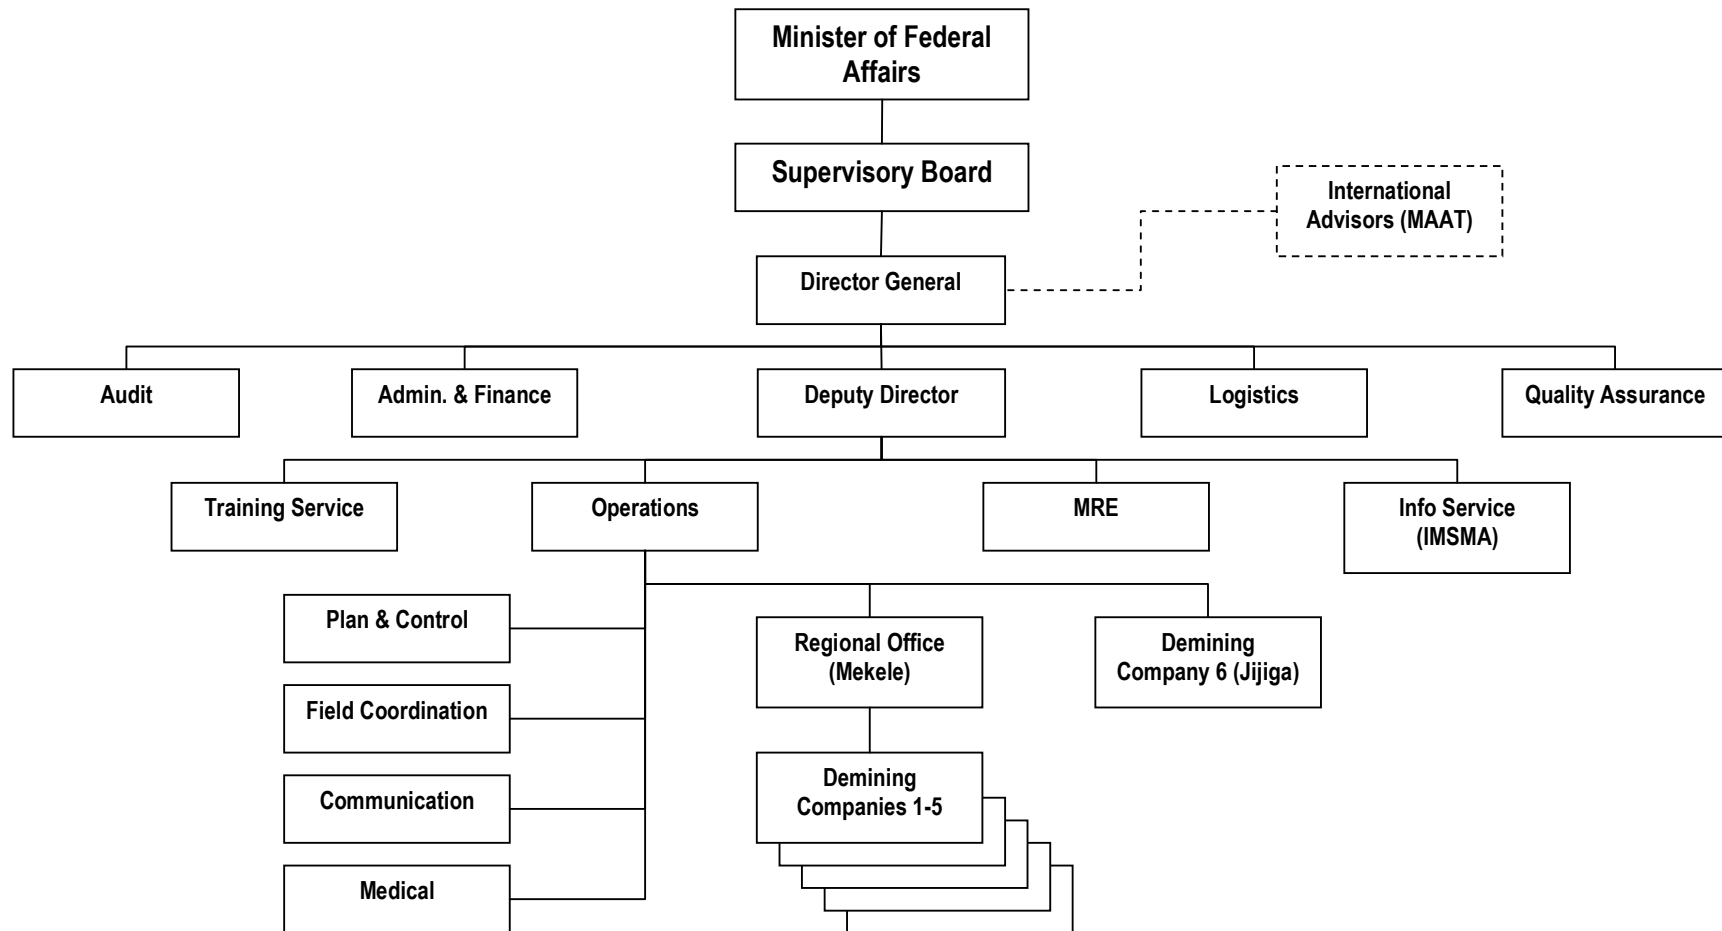 Minister of Federal
Affairs
Supervisory Board
International
Advisors (MAAT)
Director General
Audit
Admin. & Finance
Deputy Director
Logistics
Quality Assurance
Training Service
Operations
MRE
Info Service
(IMSMA)
Plan & Control
Regional Office
(Mekele)
Demining
Company 6 (Jijiga)
Field Coordination
Demining
Companies 1-5
Communication
Medical